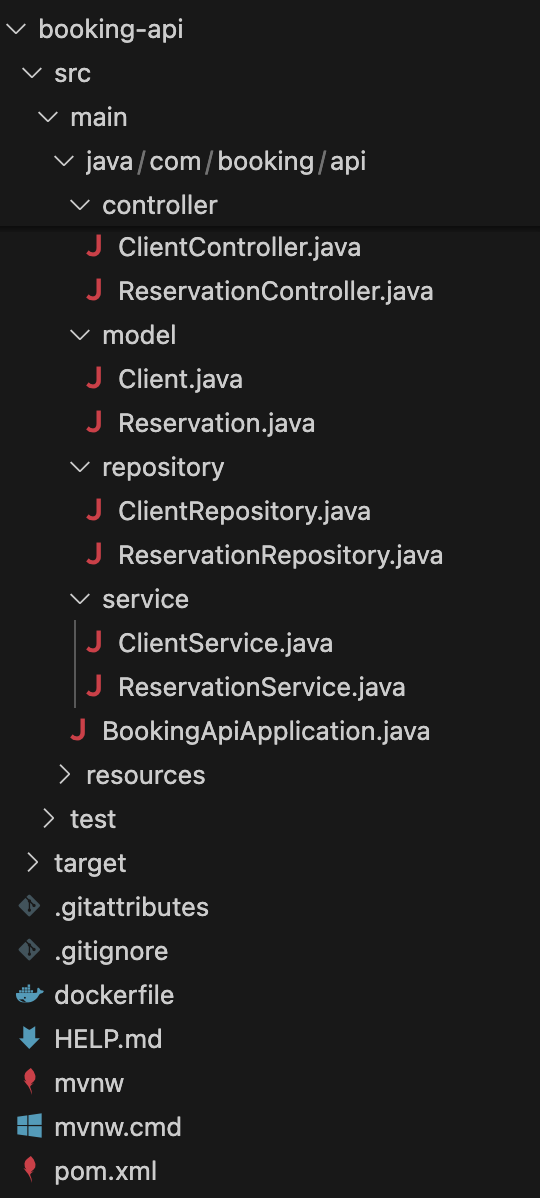 booking-api
src
main
java/com/booking/api
controller
ClientController.java
ReservationController.java
model
Client.java
Reservation.java
repository
ClientRepository.java
ReservationRepository.java
service
ClientService.java
ReservationService.java
BookingApiApplication.java
resources
test
target
.gitattributes
.gitignore
dockerfile
HELP.md
mvnw
mvnw.cmd
pom.xml